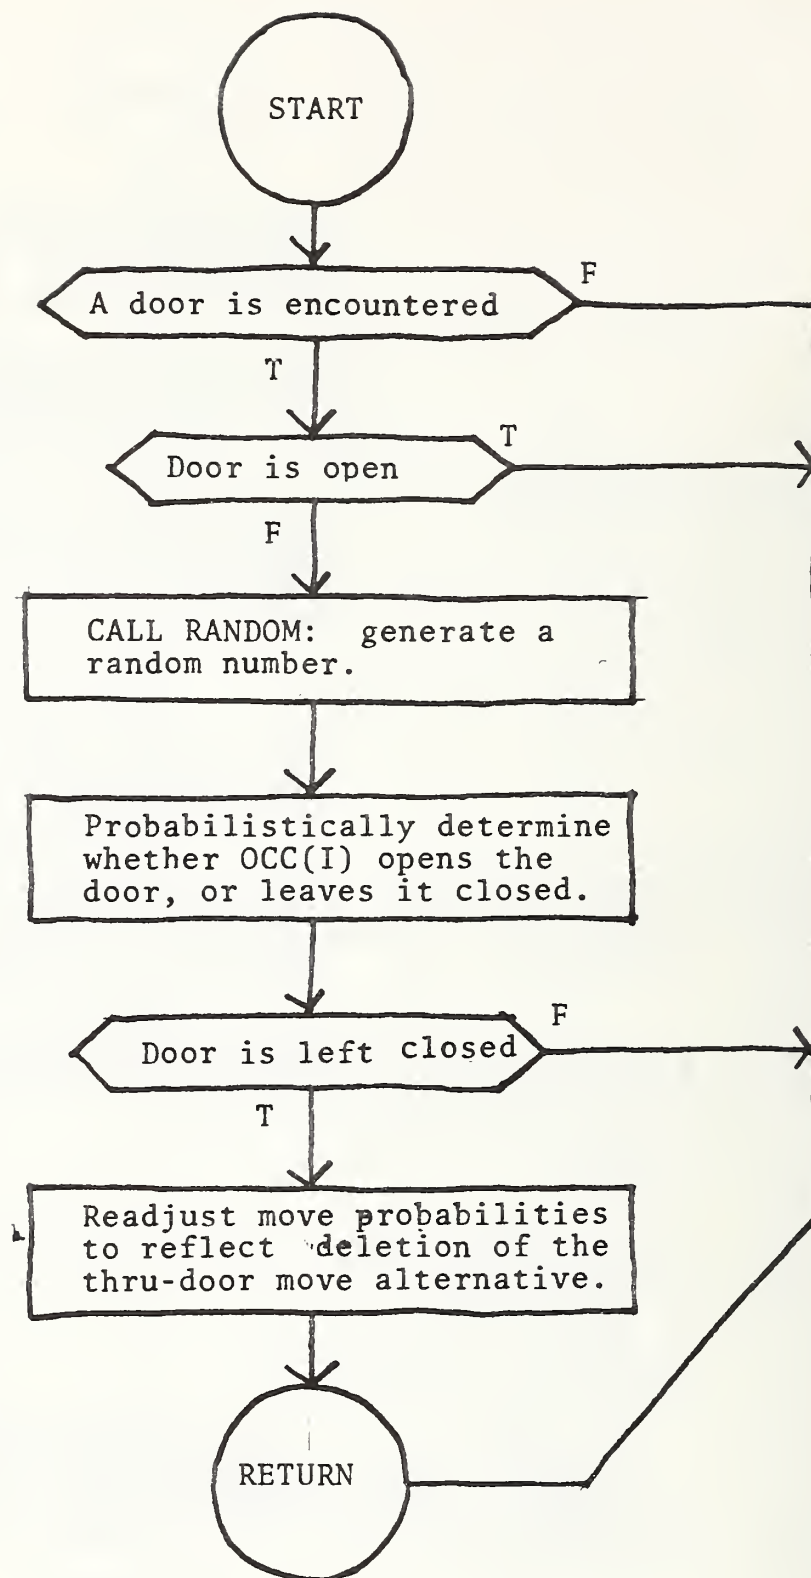 START
A door is encountered
F
T
Door is open
T
F
CALL RANDOM: generate a
random number.
Probabilistically determine
whether OCC(I) opens the
door, or leaves it closed.
Door is left closed
F
T
Readjust move probabilities
to reflect deletion of the
thru-door move alternative.
RETURN